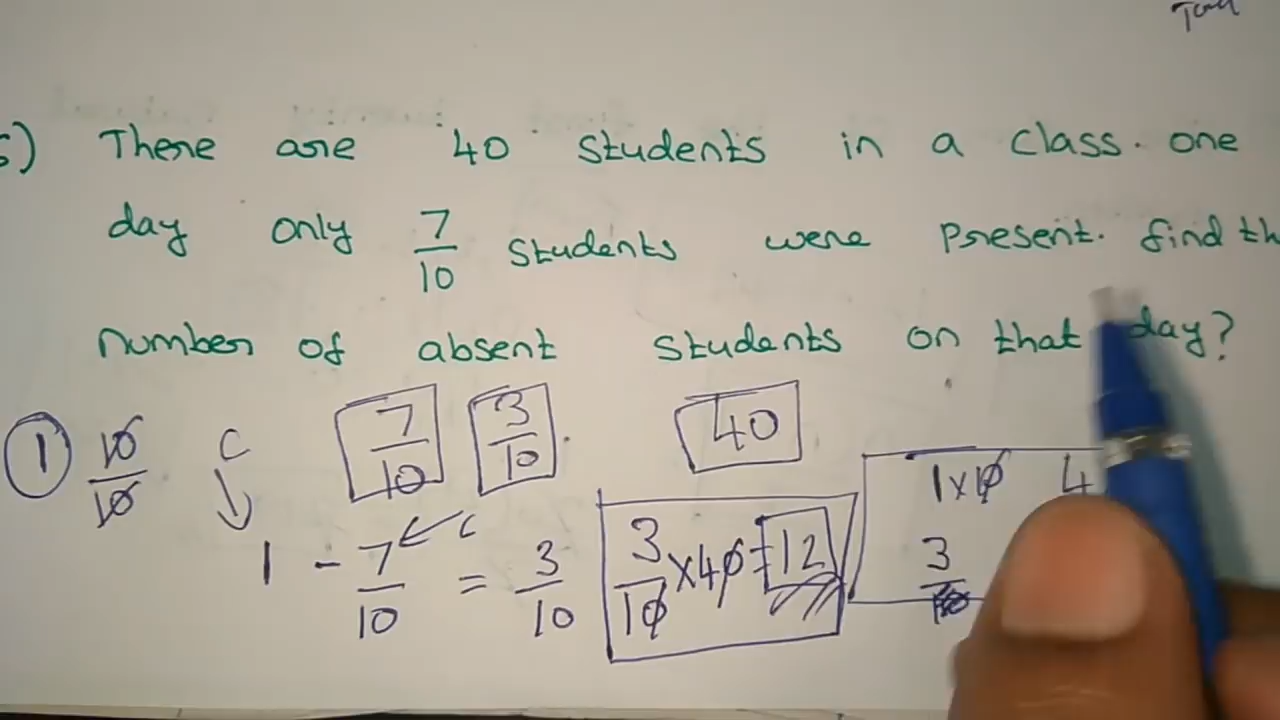 5) There are 40 students in a class. one
day only 7/10 students were present. find th
number of absent students on that day?
1 10/10 C 7/10 3/10 40
1 - 7/10 = 3/10 3/10 x 40 = 12
1 x 10 4
3/10